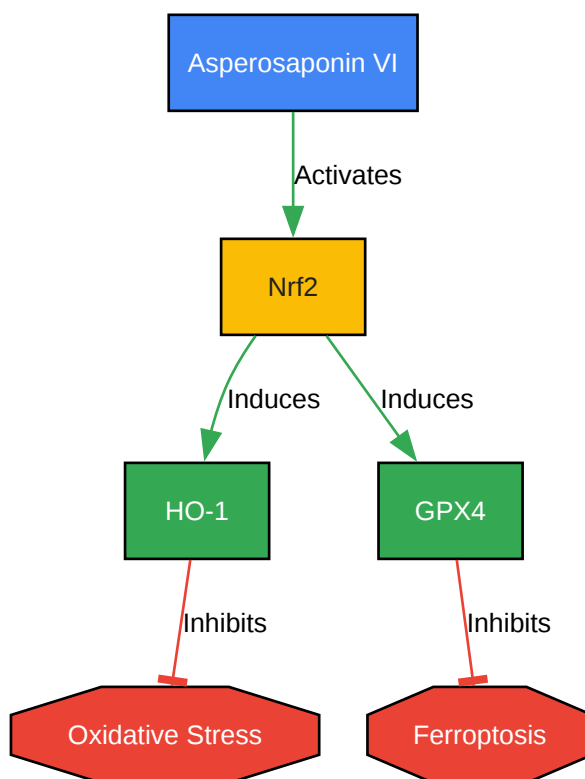 Asperosaponin VI
Activates
Nrf2
Induces
Induces
HO-1
GPX4
Inhibits
Inhibits
Oxidative Stress
Ferroptosis